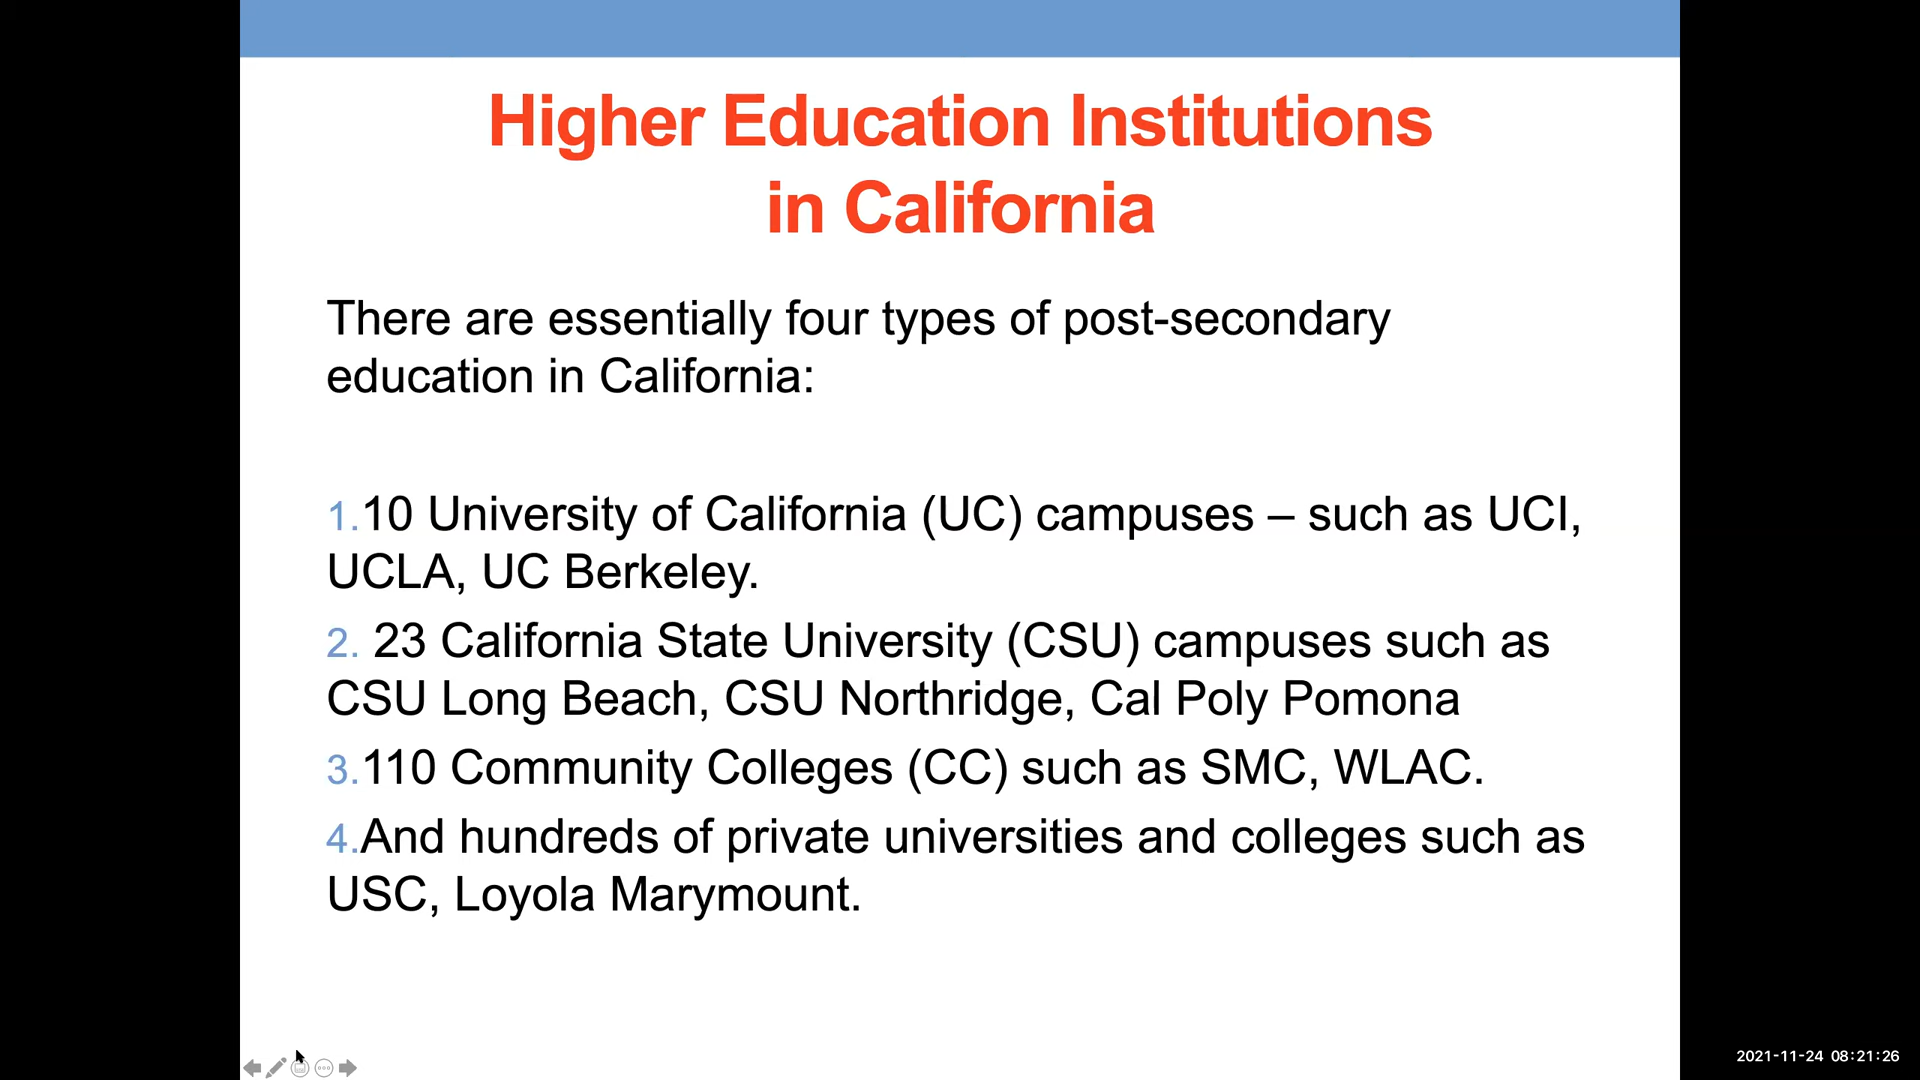 Higher Education Institutions
in California
There are essentially four types of post-secondary
education in California:
1.10 University of California (UC) campuses – such as UCI,
UCLA, UC Berkeley.
2. 23 California State University (CSU) campuses such as
CSU Long Beach, CSU Northridge, Cal Poly Pomona
3.110 Community Colleges (CC) such as SMC, WLAC.
4.And hundreds of private universities and colleges such as
USC, Loyola Marymount.
2021-11-24 08:21:26